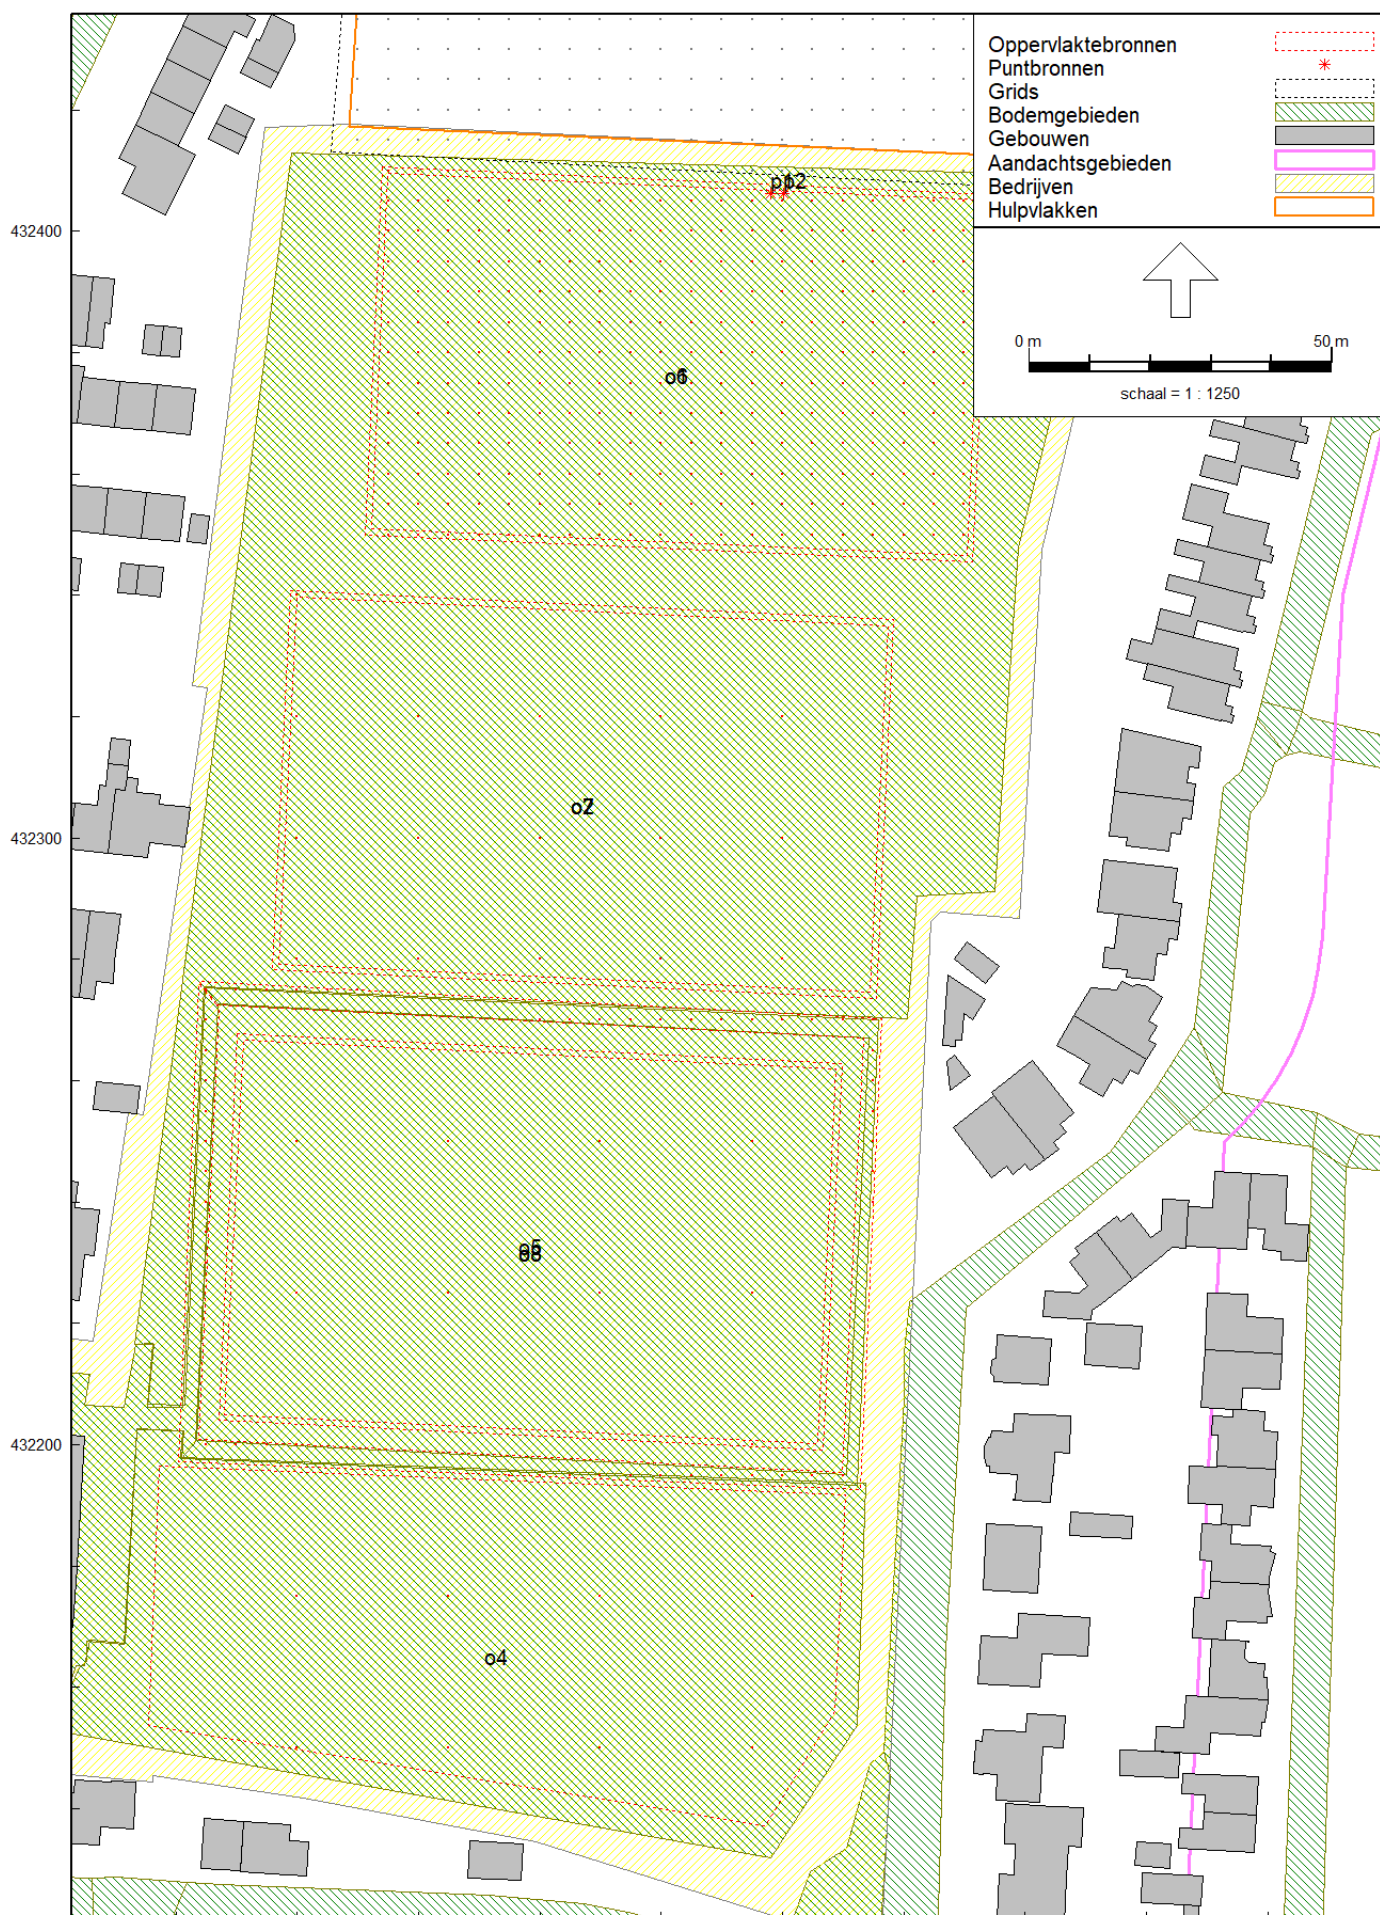 Oppervlaktebronnen
Puntbronnen
Grids
Bodemgebieden
Gebouwen
Aandachtsgebieden
Bedrijven
Hulpvlakken
0 m 50 m
schaal = 1 : 1250
432400
432300
o4
432200